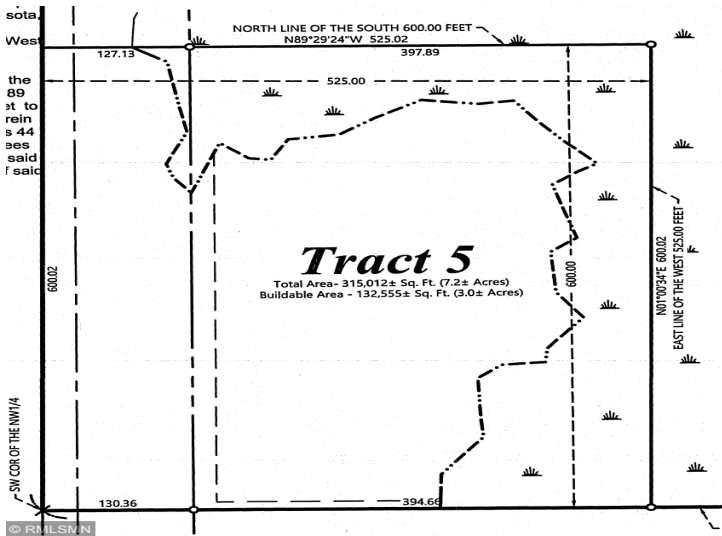 sota,
West
the
89
et to
rein
s 44
ees
said
f said
NORTH LINE OF THE SOUTH 600.00 FEET
N89°29'24"W 525.02
127.13
397.89
525.00
600.02
600.00
N01°00'34"E 600.02
EAST LINE OF THE WEST 525.00 FEET
Tract 5
Total Area- 315,012± Sq. Ft. (7.2± Acres)
Buildable Area - 132,555± Sq. Ft. (3.0± Acres)
SW COR OF THE NW1/4
130.36
394.66
© RMLSMN